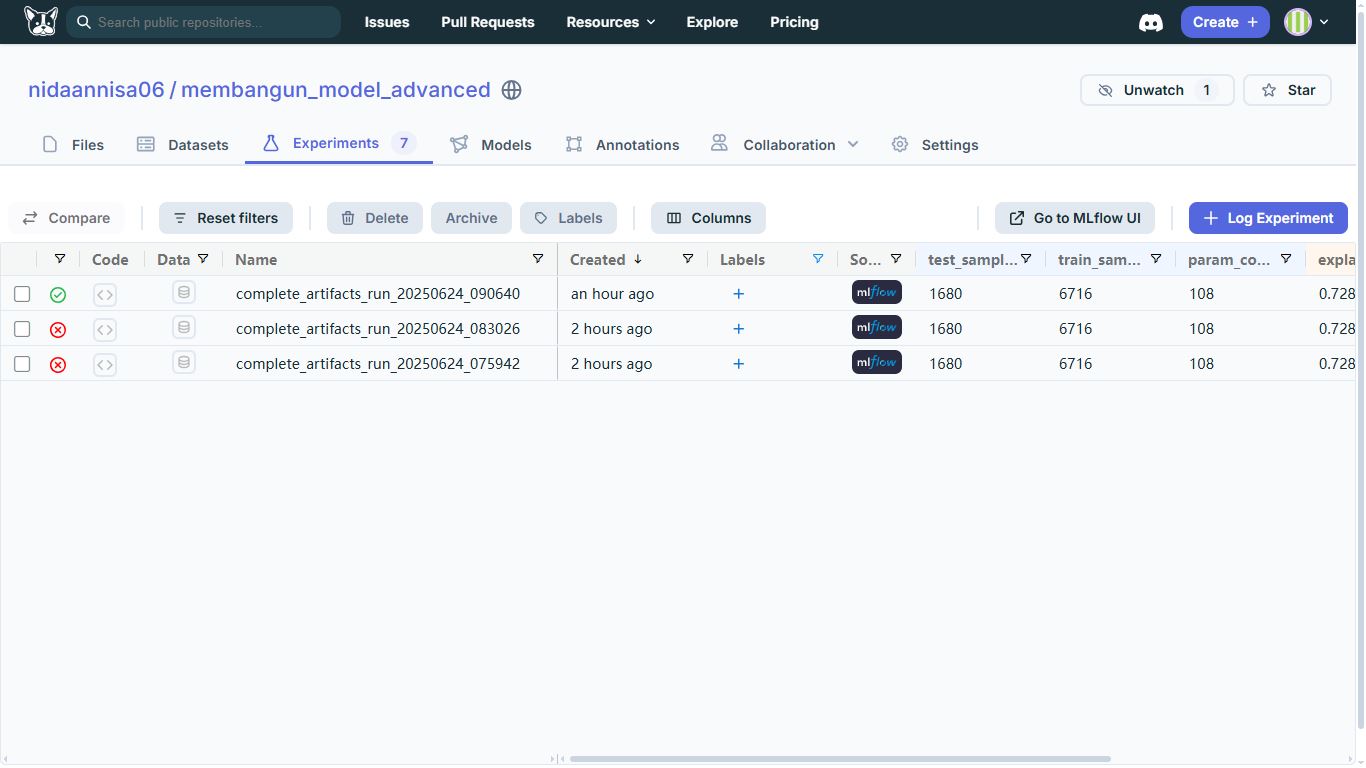 Search public repositories... Issues Pull Requests Resources Explore Pricing Create +
nidaannisa06 / membangun_model_advanced Unwatch 1 Star
Files Datasets Experiments 7 Models Annotations Collaboration Settings
Compare Reset filters Delete Archive Labels Columns Go to MLflow UI + Log Experiment
Code Data Name Created ↓ Labels So... test_sampl... train_sam... param_co... expla
complete_artifacts_run_20250624_090640 an hour ago + mlflow 1680 6716 108 0.728
complete_artifacts_run_20250624_083026 2 hours ago + mlflow 1680 6716 108 0.728
complete_artifacts_run_20250624_075942 2 hours ago + mlflow 1680 6716 108 0.728